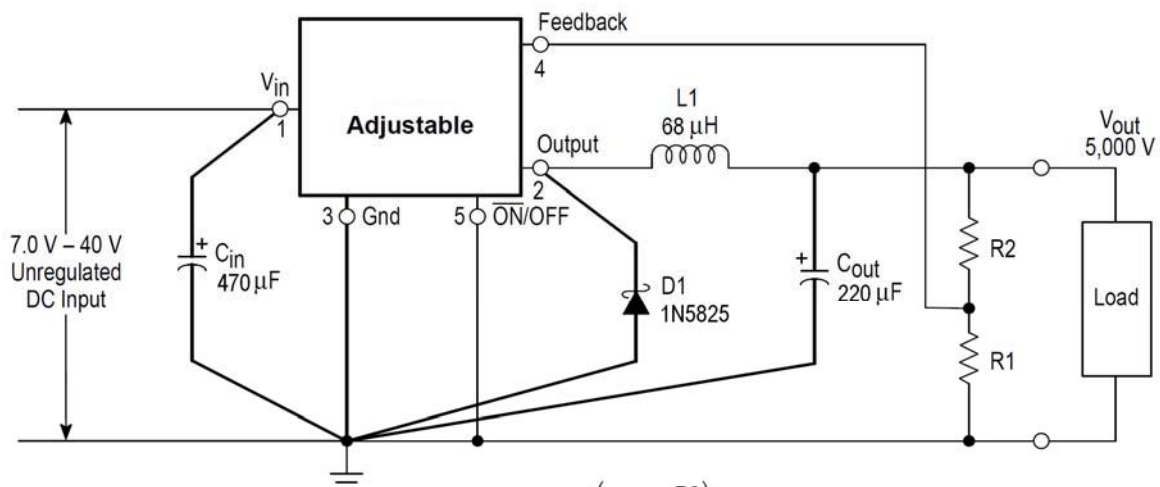 Feedback
4
Vin
1
Adjustable
L1
68 μH
Output
2
Vout
5,000 V
3 Gnd
5 ON/OFF
7.0 V – 40 V
Unregulated
DC Input
+
Cin
470 μF
D1
1N5825
+
Cout
220 μF
R2
R1
Load